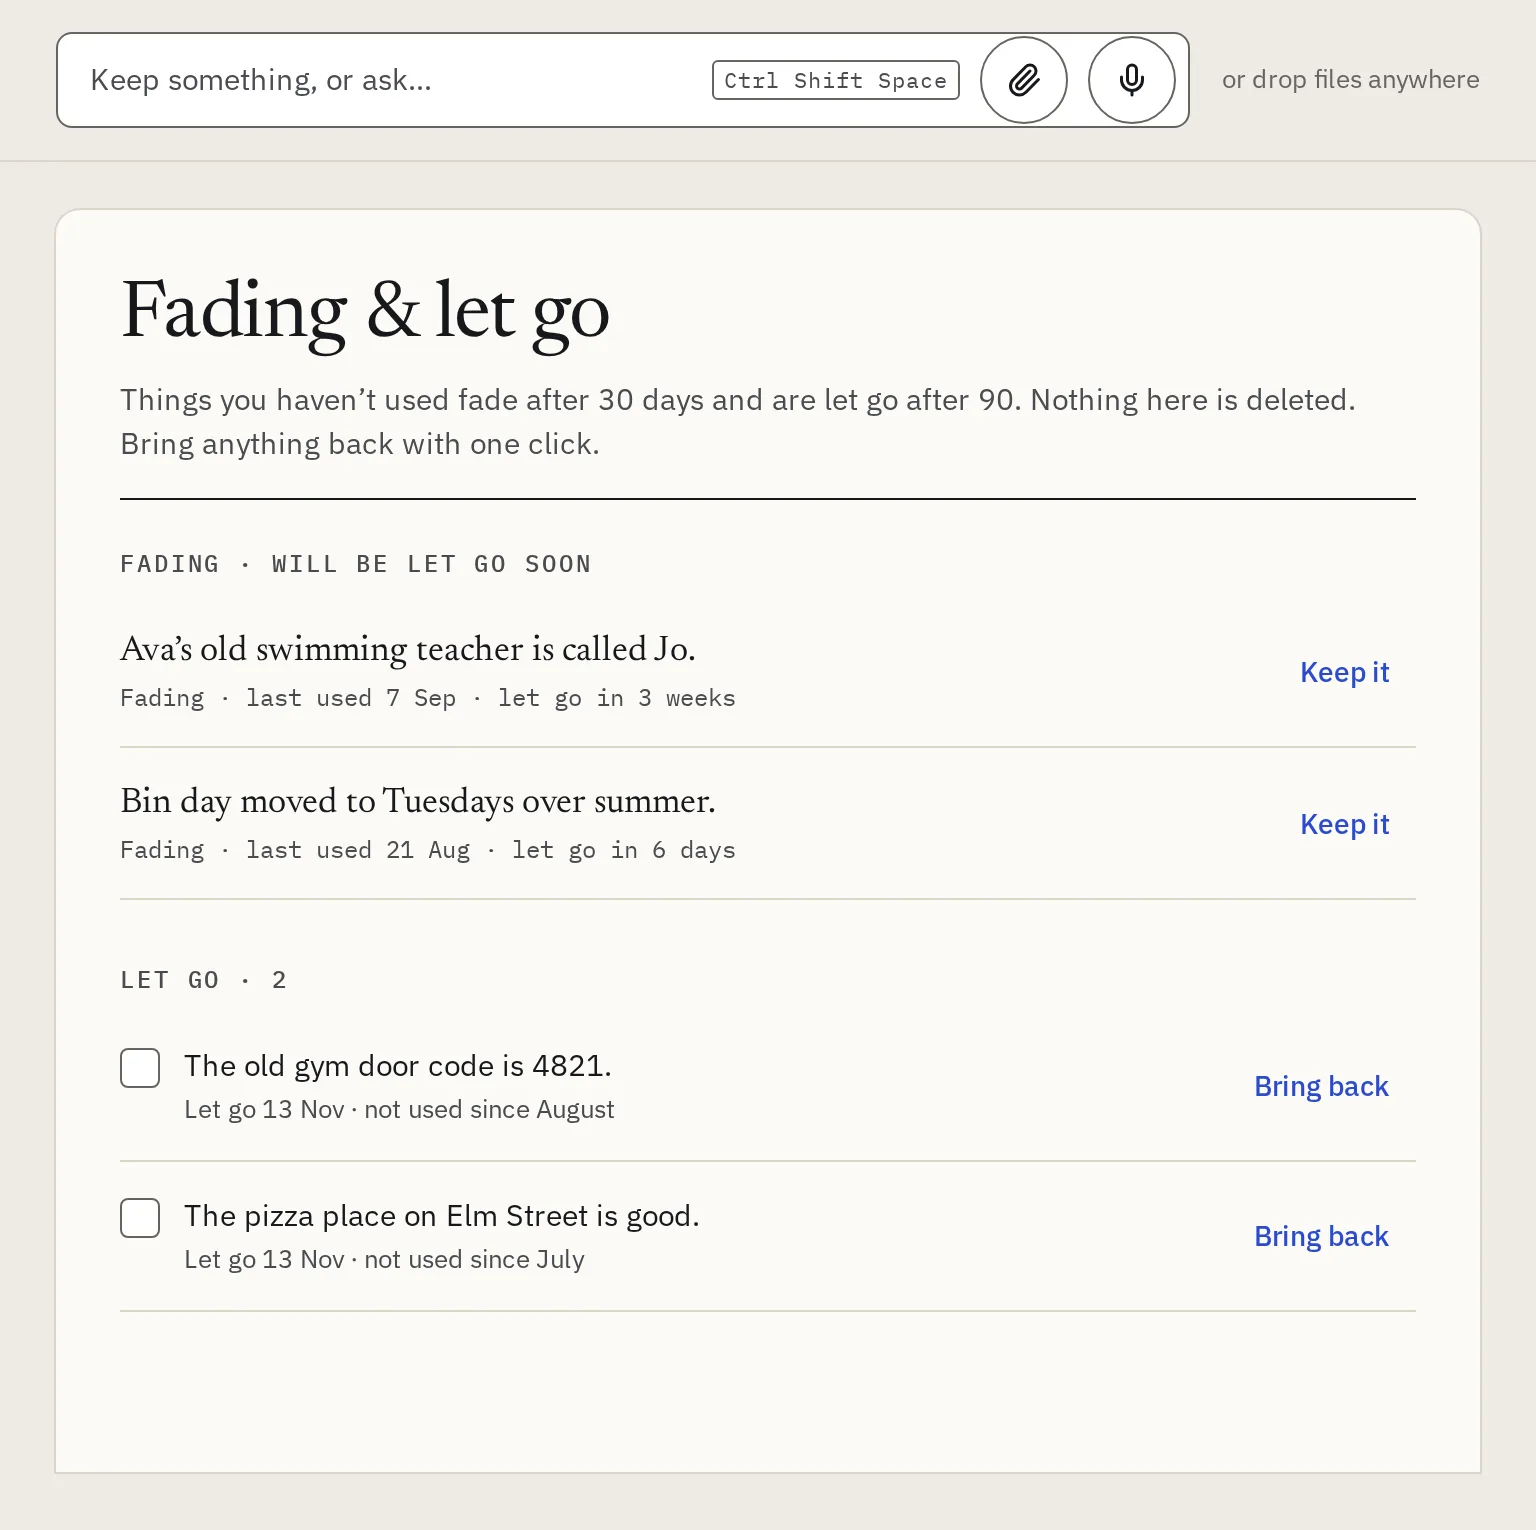 Keep something, or ask…
Ctrl Shift Space
or drop files anywhere
Fading & let go
Things you haven’t used fade after 30 days and are let go after 90. Nothing here is deleted.
Bring anything back with one click.
FADING · WILL BE LET GO SOON
Ava’s old swimming teacher is called Jo.
Keep it
Fading · last used 7 Sep · let go in 3 weeks
Bin day moved to Tuesdays over summer.
Keep it
Fading · last used 21 Aug · let go in 6 days
LET GO · 2
The old gym door code is 4821.
Bring back
Let go 13 Nov · not used since August
The pizza place on Elm Street is good.
Bring back
Let go 13 Nov · not used since July